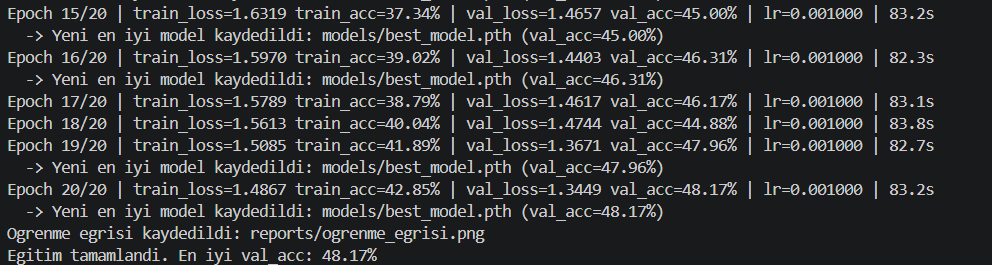 Epoch 15/20 | train_loss=1.6319 train_acc=37.34% | val_loss=1.4657 val_acc=45.00% | lr=0.001000 | 83.2s
  -> Yeni en iyi model kaydedildi: models/best_model.pth (val_acc=45.00%)
Epoch 16/20 | train_loss=1.5970 train_acc=39.02% | val_loss=1.4403 val_acc=46.31% | lr=0.001000 | 82.3s
  -> Yeni en iyi model kaydedildi: models/best_model.pth (val_acc=46.31%)
Epoch 17/20 | train_loss=1.5789 train_acc=38.79% | val_loss=1.4617 val_acc=46.17% | lr=0.001000 | 83.1s
Epoch 18/20 | train_loss=1.5613 train_acc=40.04% | val_loss=1.4744 val_acc=44.88% | lr=0.001000 | 83.8s
Epoch 19/20 | train_loss=1.5085 train_acc=41.89% | val_loss=1.3671 val_acc=47.96% | lr=0.001000 | 82.7s
  -> Yeni en iyi model kaydedildi: models/best_model.pth (val_acc=47.96%)
Epoch 20/20 | train_loss=1.4867 train_acc=42.85% | val_loss=1.3449 val_acc=48.17% | lr=0.001000 | 83.2s
  -> Yeni en iyi model kaydedildi: models/best_model.pth (val_acc=48.17%)
Ogrenme egrisi kaydedildi: reports/ogrenme_egrisi.png
Egitim tamamlandi. En iyi val_acc: 48.17%